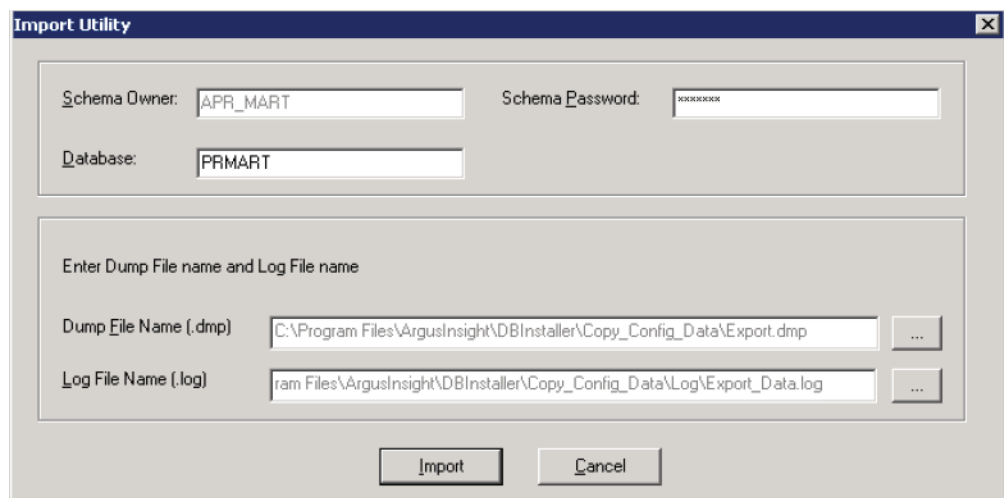 Import Utility
Schema Owner: APR_MART Schema Password: *******
Database: PRMART
Enter Dump File name and Log File name
Dump File Name (.dmp) C:\Program Files\ArgusInsight\DBInstaller\Copy_Config_Data\Export.dmp ...
Log File Name (.log) ram Files\ArgusInsight\DBInstaller\Copy_Config_Data\Log\Export_Data.log ...
Import Cancel